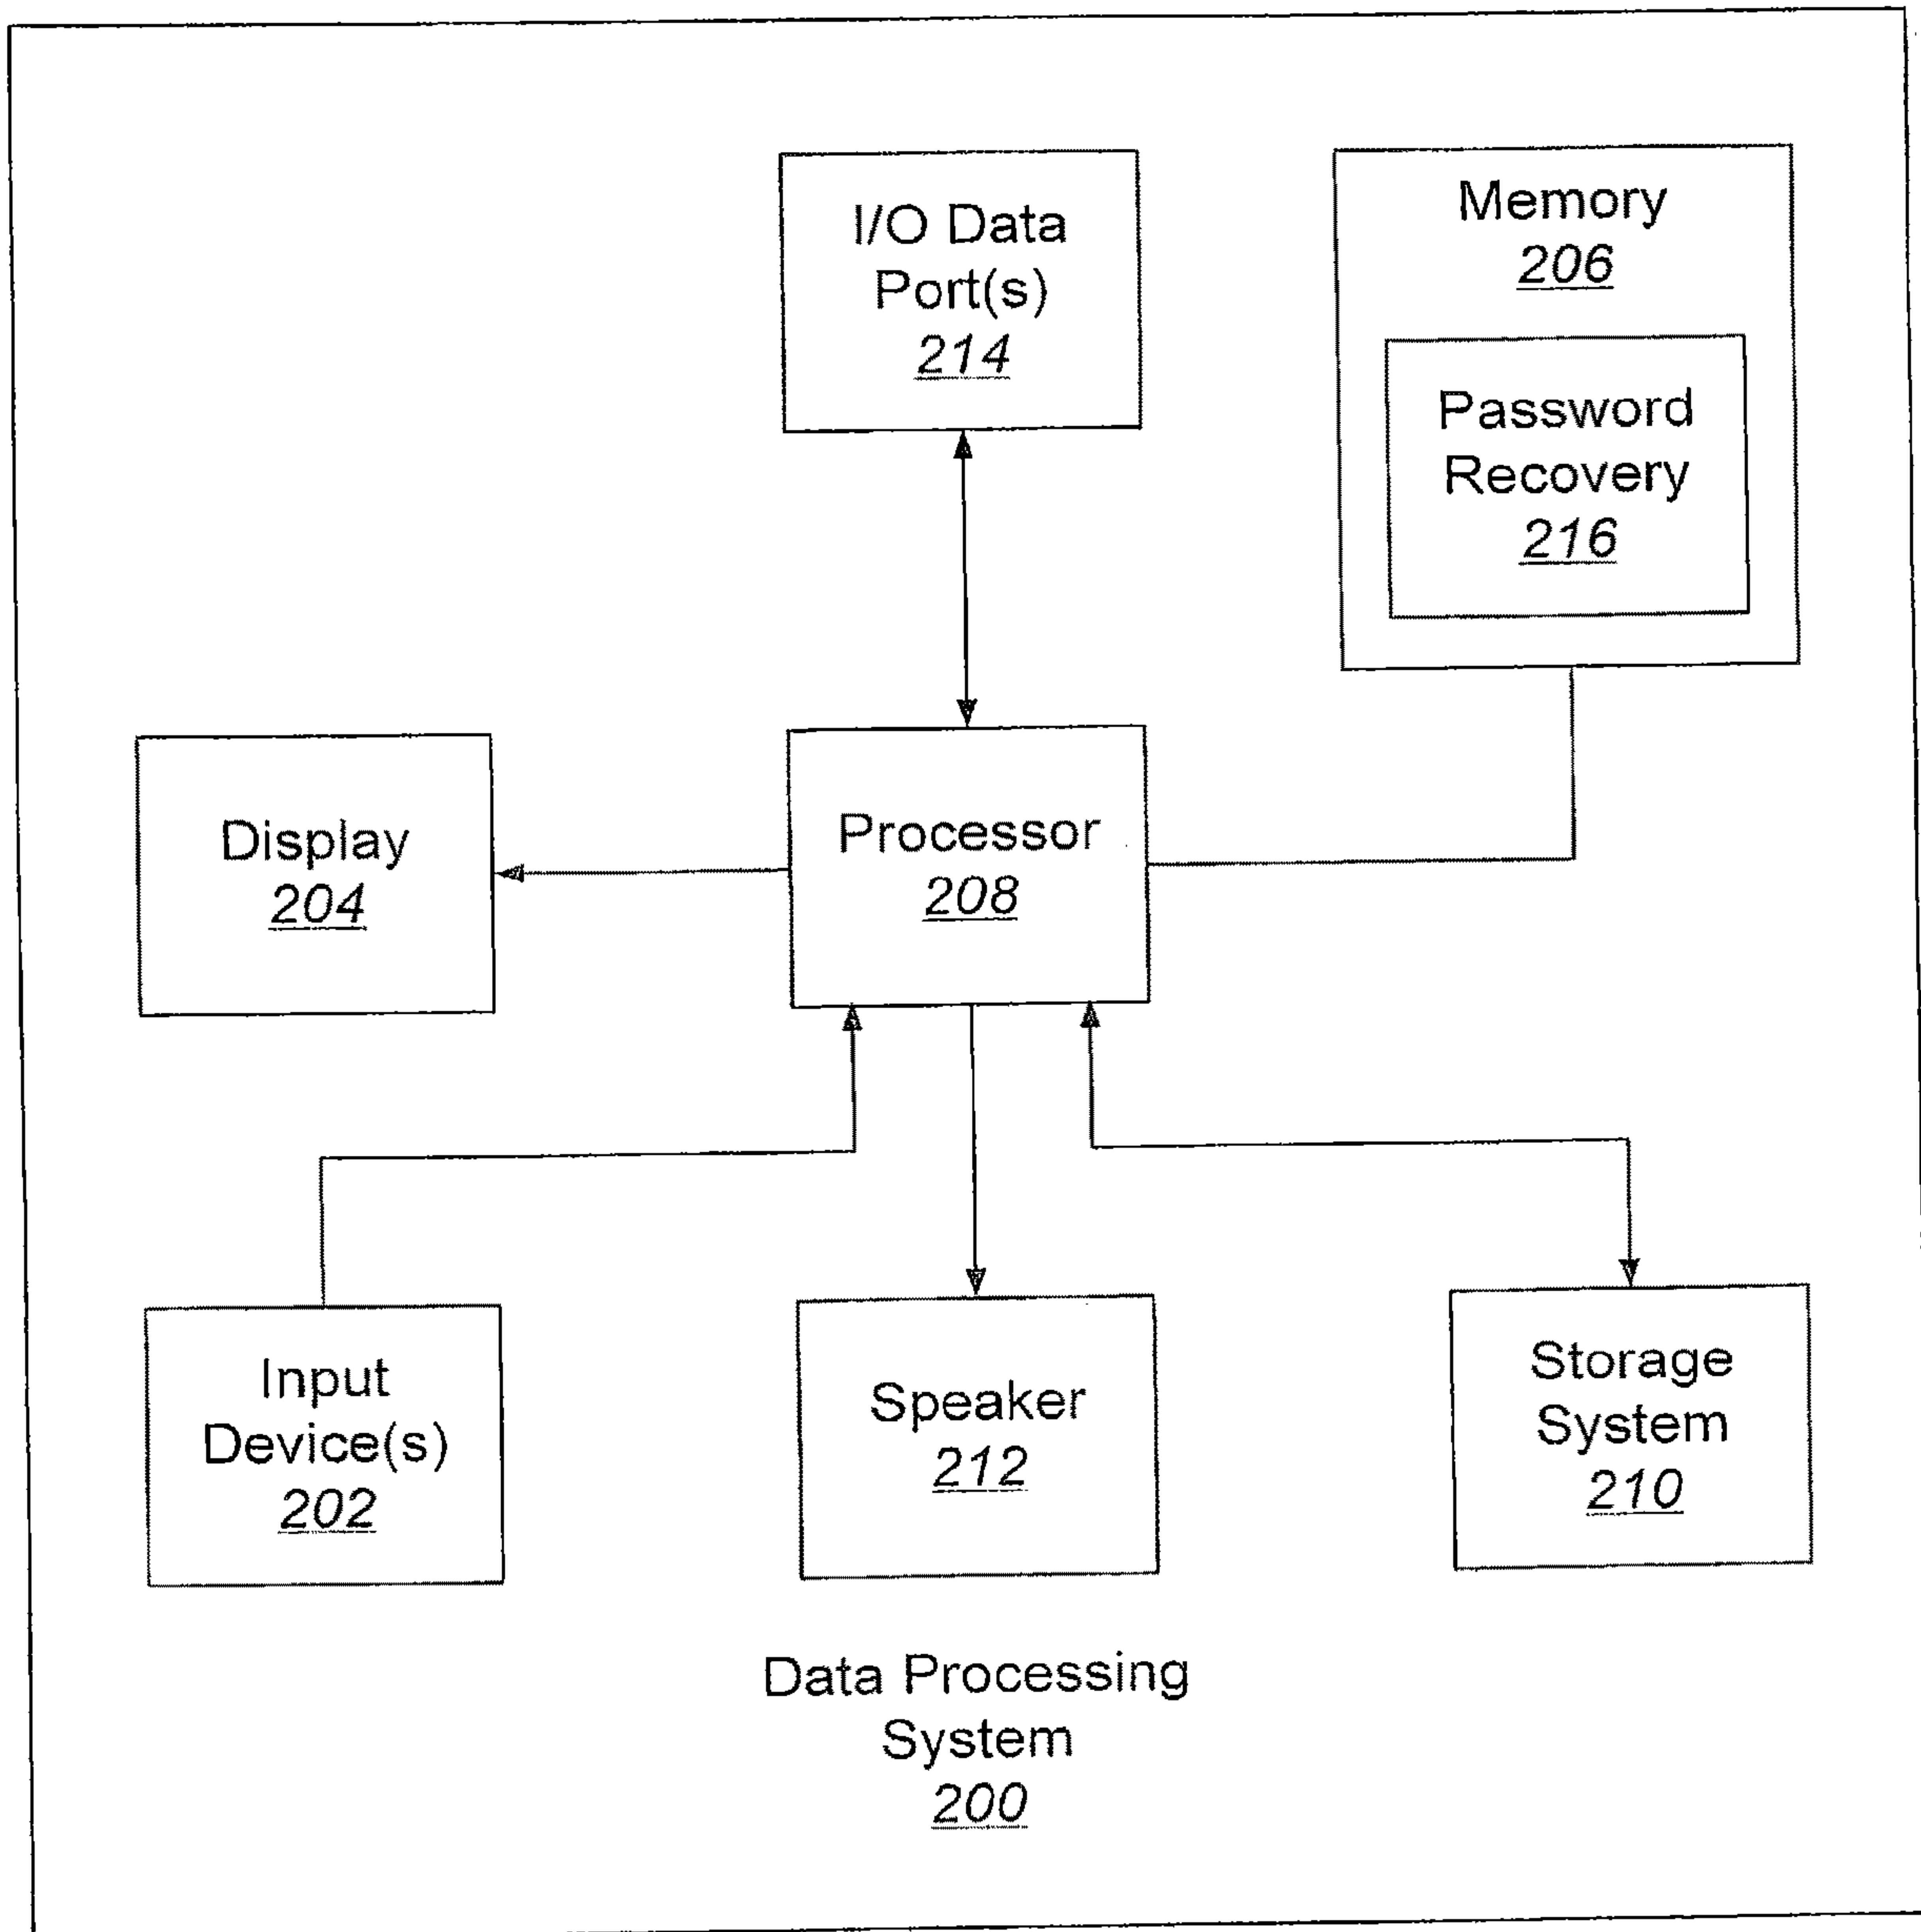 I/O Data
Port(s)
214
Memory
206
Password
Recovery
216
Display
204
Processor
208
Input
Device(s)
202
Speaker
212
Storage
System
210
Data Processing
System
200